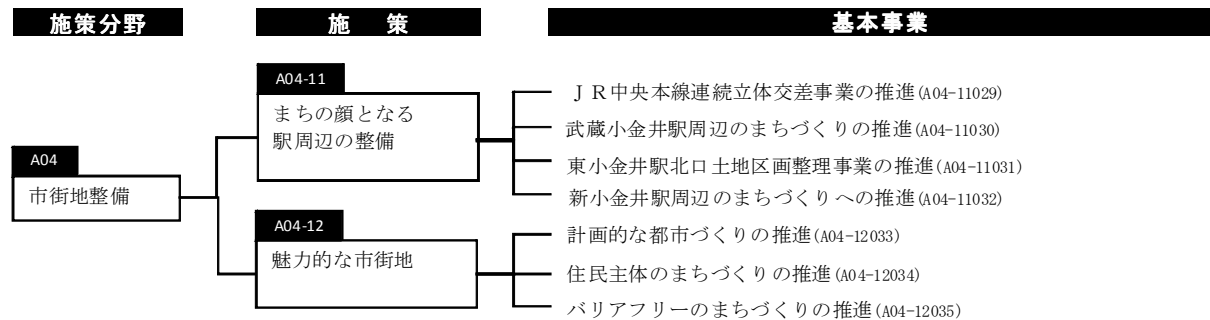 施策分野
施　策
基本事業
A04
市街地整備
A04-11
まちの顔となる
駅周辺の整備
ＪＲ中央本線連続立体交差事業の推進(A04-11029)
武蔵小金井駅周辺のまちづくりの推進(A04-11030)
東小金井駅北口土地区画整理事業の推進(A04-11031)
新小金井駅周辺のまちづくりへの推進(A04-11032)
A04-12
魅力的な市街地
計画的な都市づくりの推進(A04-12033)
住民主体のまちづくりの推進(A04-12034)
バリアフリーのまちづくりの推進(A04-12035)